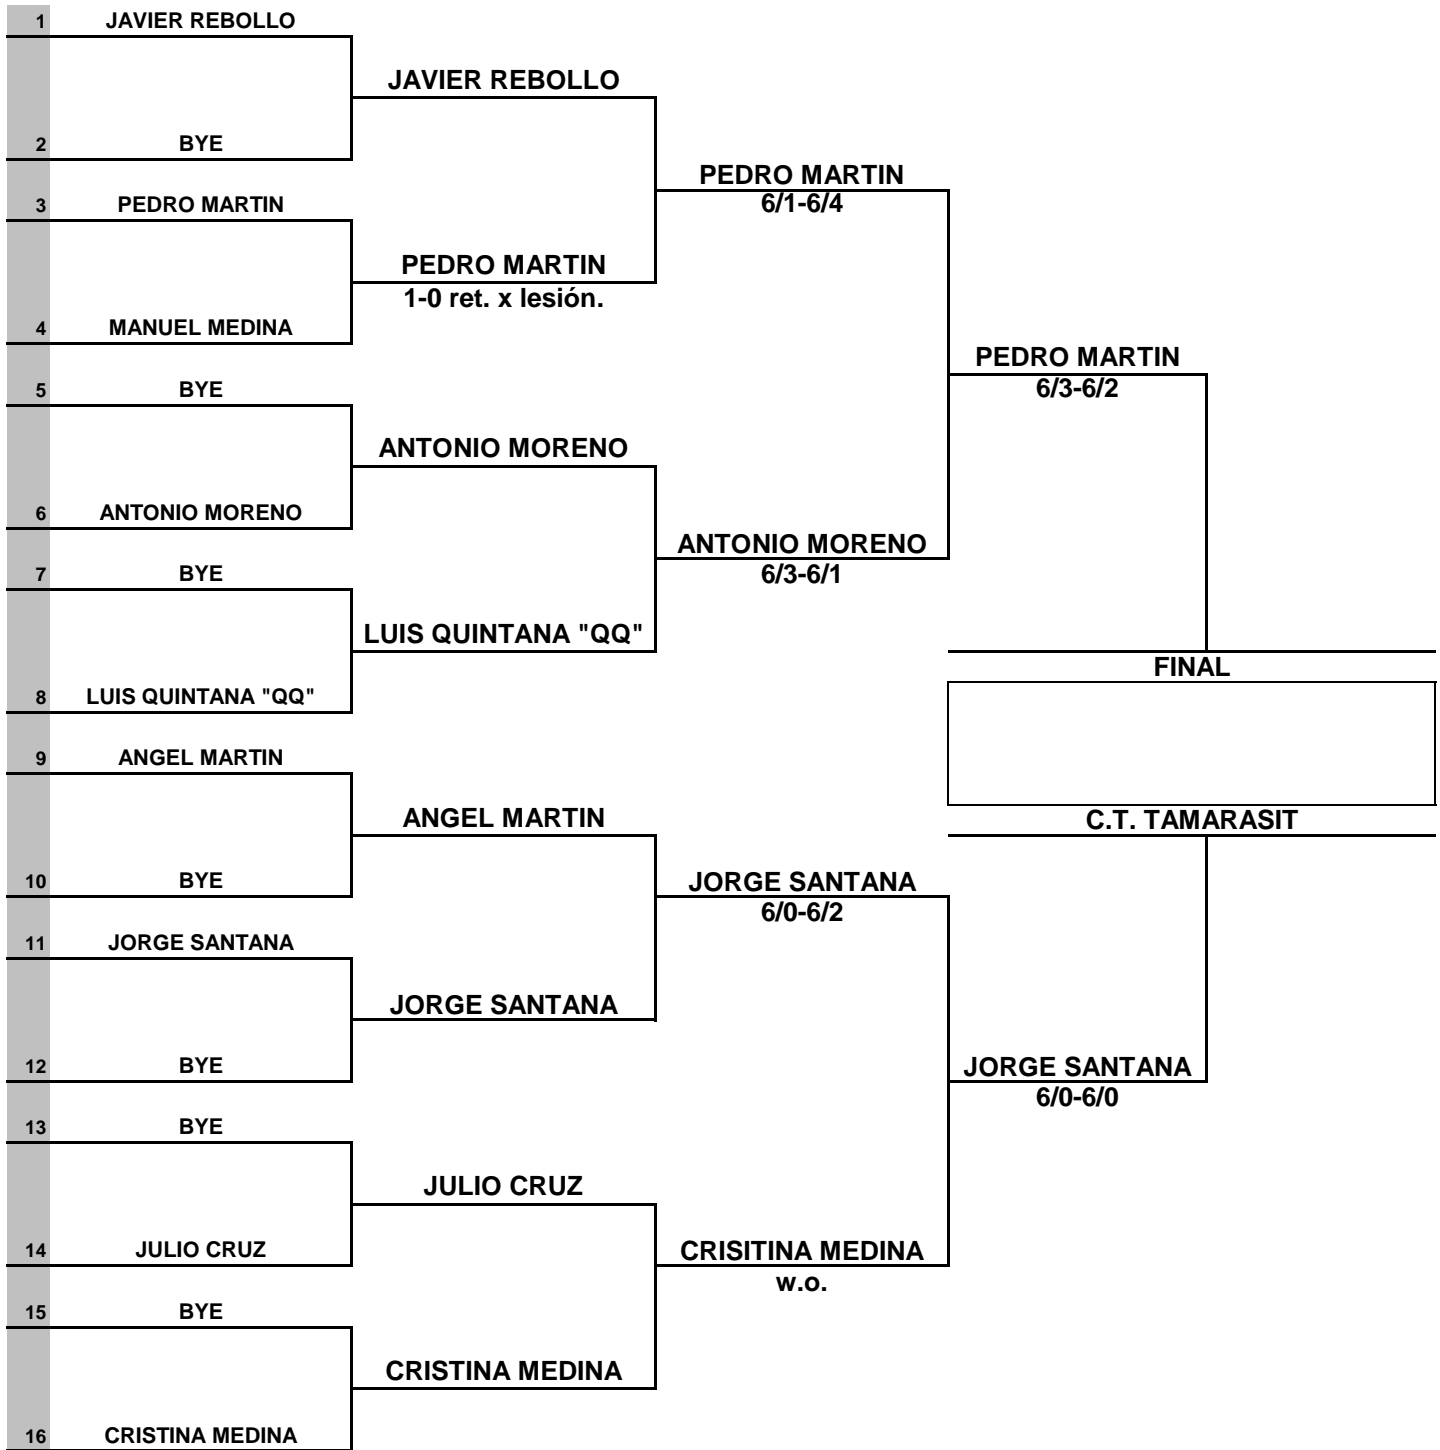 1 JAVIER REBOLLO
JAVIER REBOLLO
2 BYE
PEDRO MARTIN
6/1-6/4
3 PEDRO MARTIN
PEDRO MARTIN
1-0 ret. x lesión.
4 MANUEL MEDINA
PEDRO MARTIN
6/3-6/2
5 BYE
ANTONIO MORENO
6 ANTONIO MORENO
ANTONIO MORENO
6/3-6/1
7 BYE
LUIS QUINTANA "QQ"
8 LUIS QUINTANA "QQ"
FINAL
9 ANGEL MARTIN
ANGEL MARTIN
C.T. TAMARASIT
10 BYE
JORGE SANTANA
6/0-6/2
11 JORGE SANTANA
JORGE SANTANA
12 BYE
JORGE SANTANA
6/0-6/0
13 BYE
JULIO CRUZ
14 JULIO CRUZ
CRISITINA MEDINA
w.o.
15 BYE
CRISTINA MEDINA
16 CRISTINA MEDINA